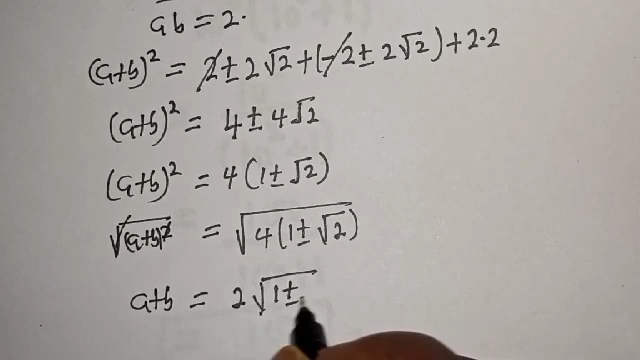 ab = 2.
(a+b)² = 2 ± 2√2 + (-2 ± 2√2) + 2·2
(a+b)² = 4 ± 4√2
(a+b)² = 4(1 ± √2)
√(a+b)² = √4(1 ± √2)
a+b = 2√1 ±